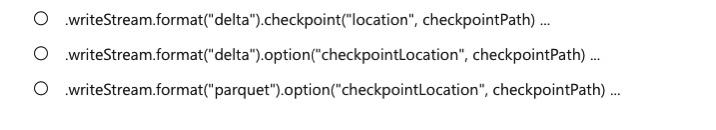 .writeStream.format("delta").checkpoint("location", checkpointPath) ...
.writeStream.format("delta").option("checkpointLocation", checkpointPath) ...
.writeStream.format("parquet").option("checkpointLocation", checkpointPath) ...